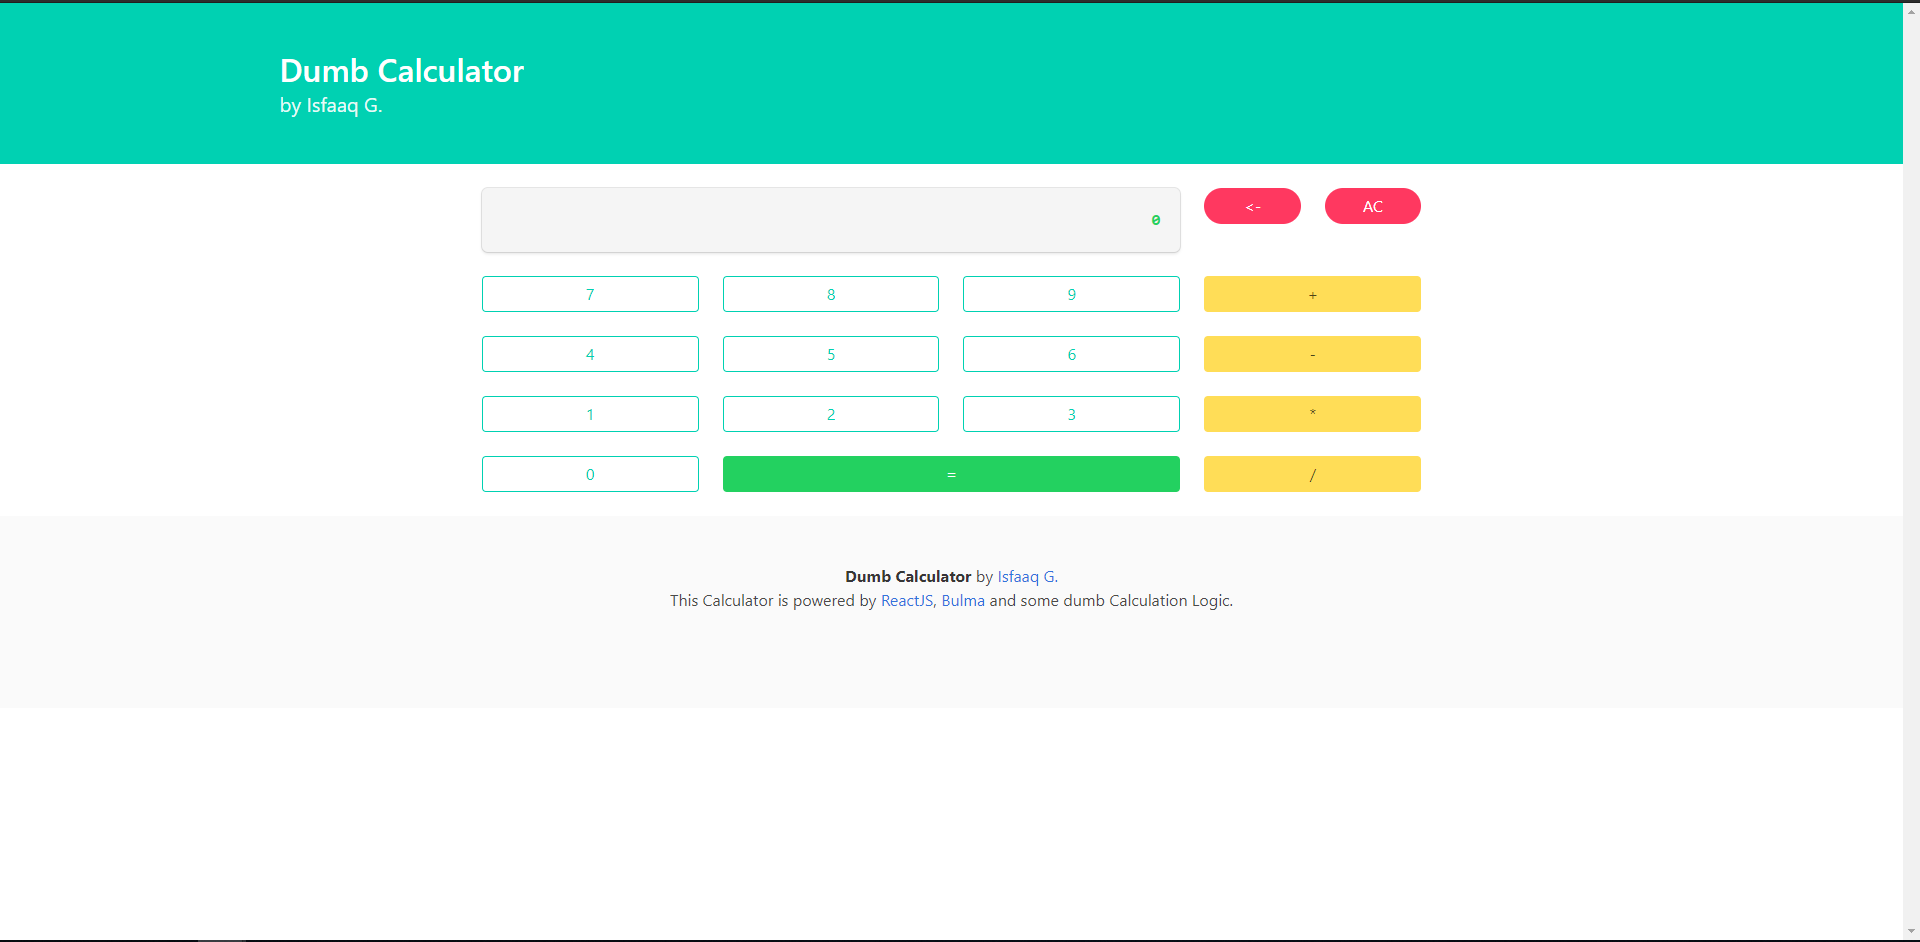 Dumb Calculator
by Isfaaq G.
0
<- AC
7 8 9 +
4 5 6 -
1 2 3 *
0 = /
Dumb Calculator by Isfaaq G.
This Calculator is powered by ReactJS, Bulma and some dumb Calculation Logic.